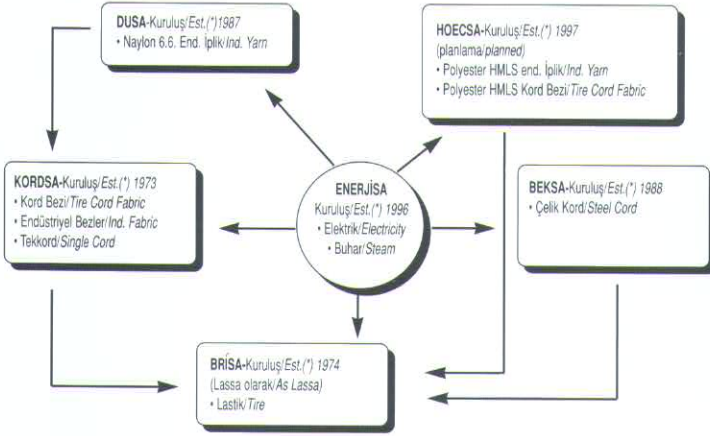 DUSA-Kuruluş/Est.(*)1987
• Naylon 6.6. End. İplik/Ind. Yarn
HOECSA-Kuruluş/Est.(*) 1997
(planlama/planned)
• Polyester HMLS end. İplik/Ind. Yarn
• Polyester HMLS Kord Bezi/Tire Cord Fabric
KORDSA-Kuruluş/Est.(*) 1973
• Kord Bezi/Tire Cord Fabric
• Endüstriyel Bezler/Ind. Fabric
• Tekkord/Single Cord
ENERJİSA
Kuruluş/Est.(*) 1996
• Elektrik/Electricity
• Buhar/Steam
BEKSA-Kuruluş/Est.(*) 1988
• Çelik Kord/Steel Cord
BRİSA-Kuruluş/Est.(*) 1974
(Lassa olarak/As Lassa)
• Lastik/Tire